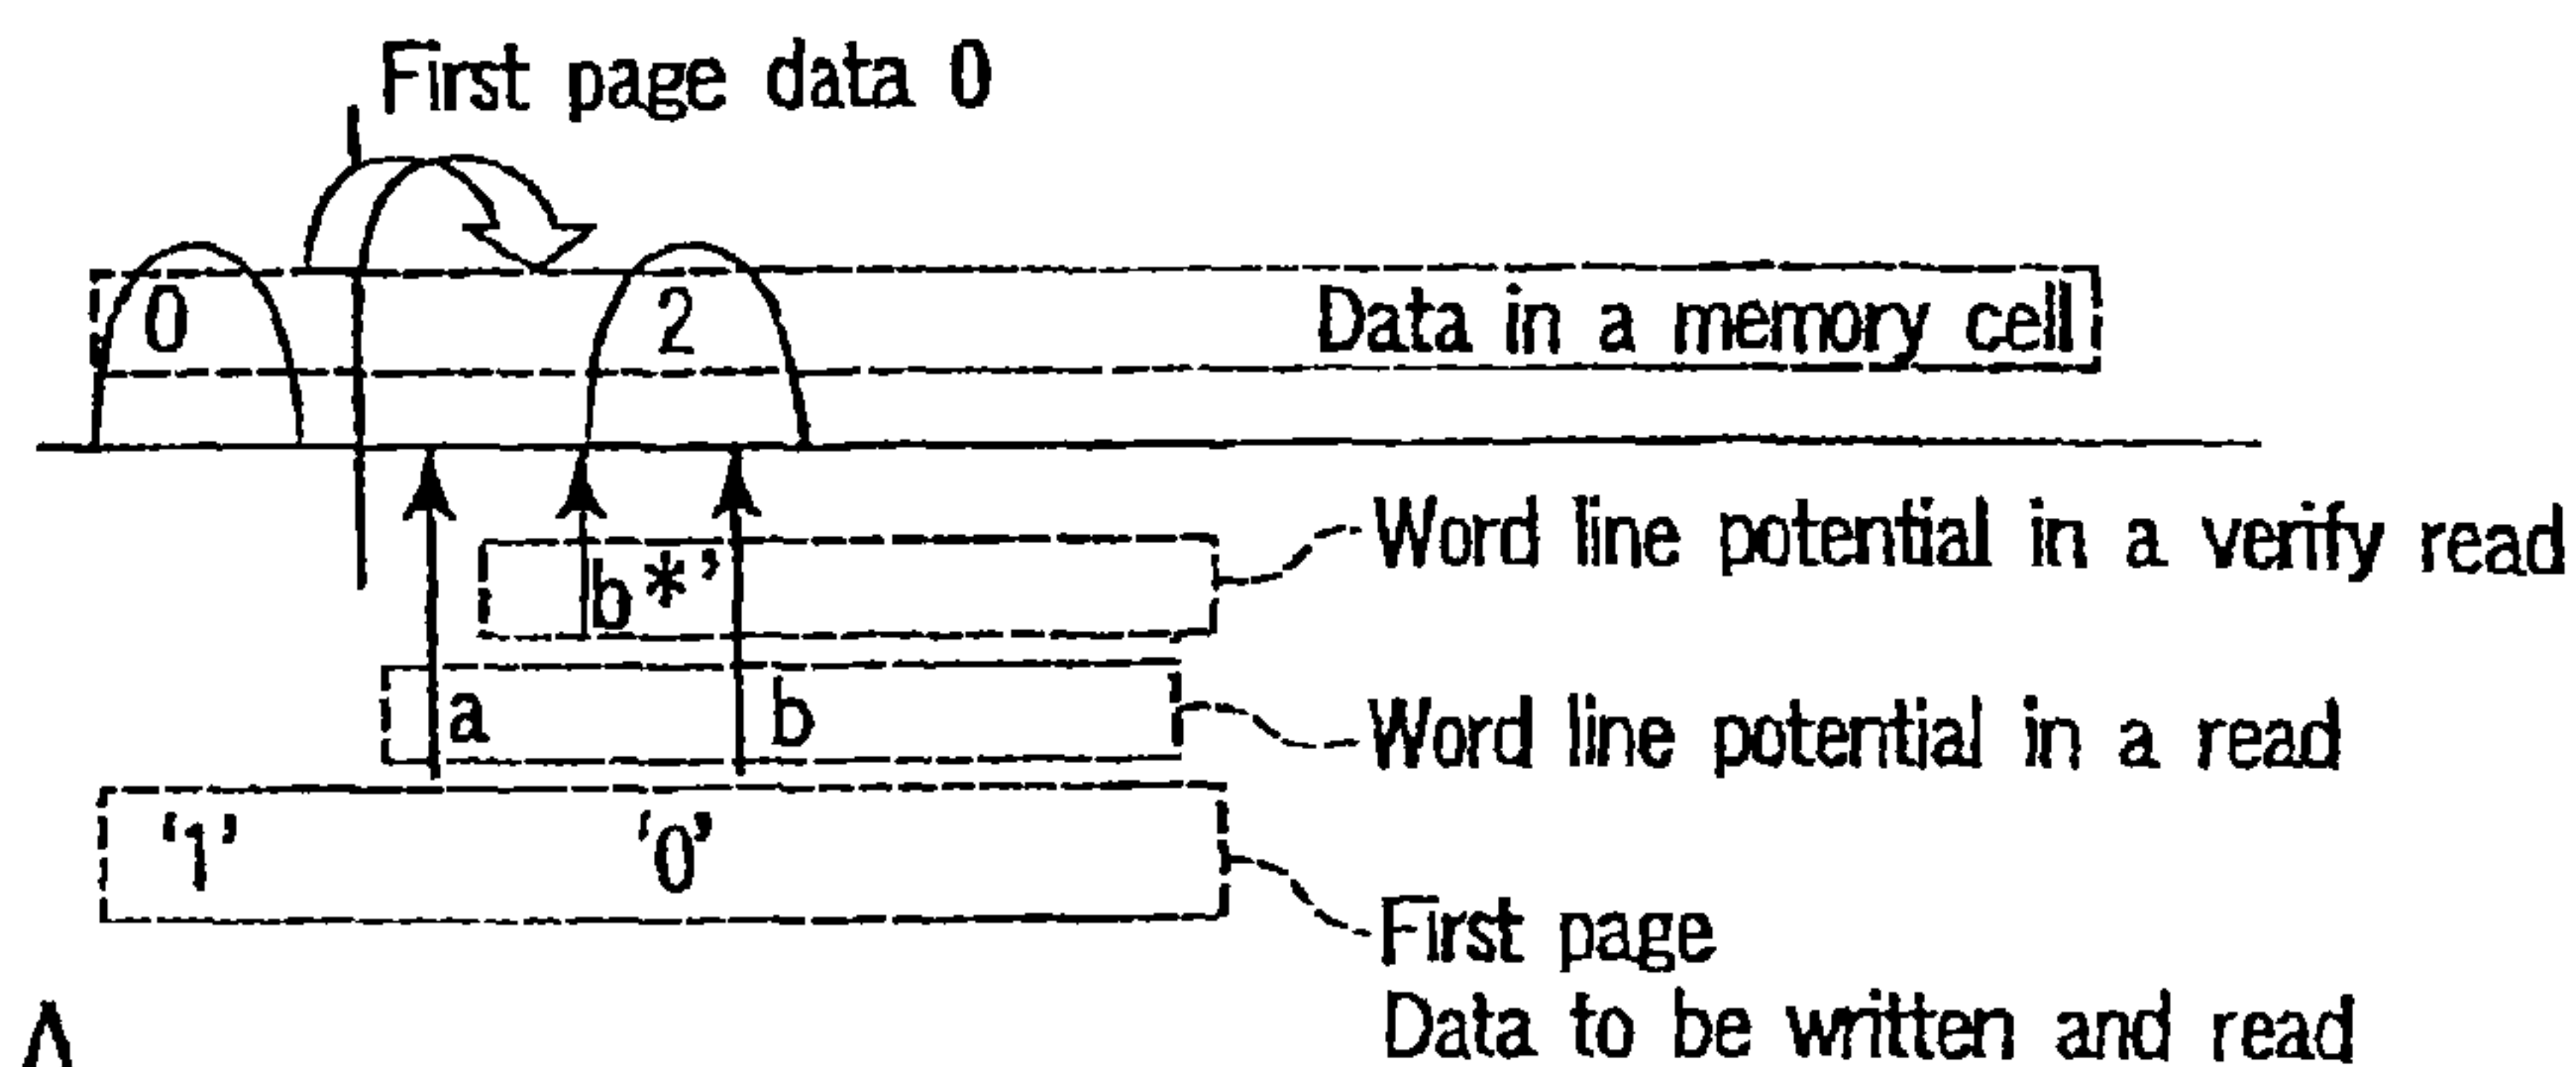 First page data 0
0 2 Data in a memory cell
b*' Word line potential in a verify read
a b Word line potential in a read
'1' '0'
First page
Data to be written and read